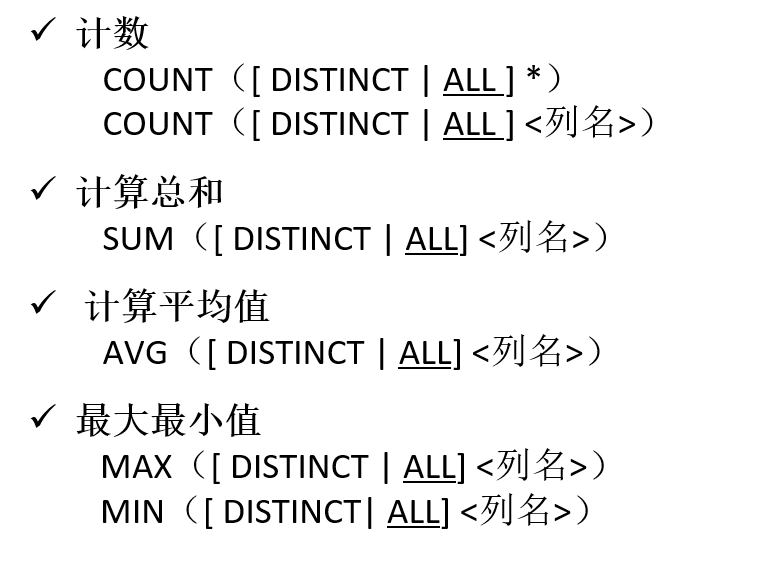 ✓ 计数
COUNT（[ DISTINCT | ALL ] *）
COUNT（[ DISTINCT | ALL ] <列名>）
✓ 计算总和
SUM（[ DISTINCT | ALL] <列名>）
✓ 计算平均值
AVG（[ DISTINCT | ALL] <列名>）
✓ 最大最小值
MAX（[ DISTINCT | ALL] <列名>）
MIN（[ DISTINCT| ALL] <列名>）